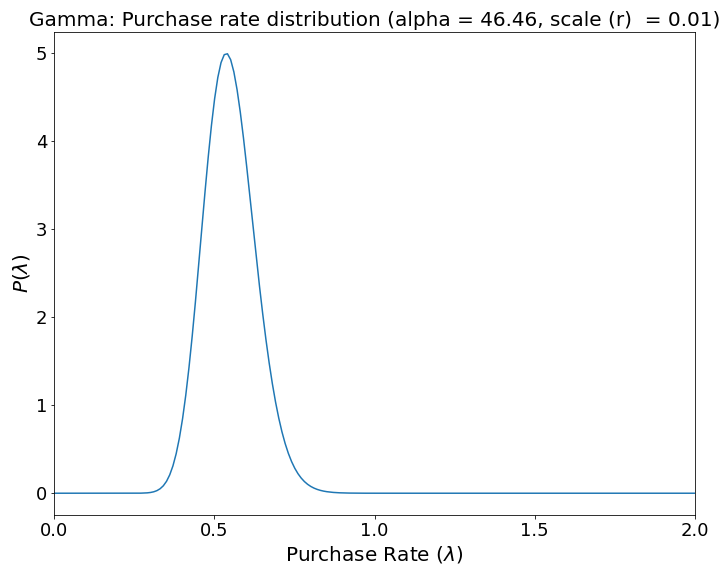 Gamma: Purchase rate distribution (alpha = 46.46, scale (r)  = 0.01)
5
4
3
2
1
0
P(λ)
0.0 0.5 1.0 1.5 2.0
Purchase Rate (λ)